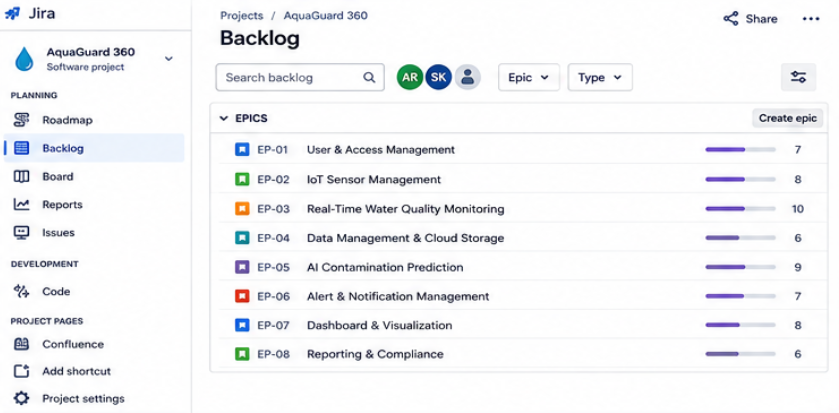 Jira
AquaGuard 360
Software project
PLANNING
Roadmap
Backlog
Board
Reports
Issues
DEVELOPMENT
Code
PROJECT PAGES
Confluence
Add shortcut
Project settings
Projects / AquaGuard 360
Share
Backlog
Search backlog
AR
SK
Epic
Type
EPICS
Create epic
EP-01 User & Access Management 7
EP-02 IoT Sensor Management 8
EP-03 Real-Time Water Quality Monitoring 10
EP-04 Data Management & Cloud Storage 6
EP-05 AI Contamination Prediction 9
EP-06 Alert & Notification Management 7
EP-07 Dashboard & Visualization 8
EP-08 Reporting & Compliance 6